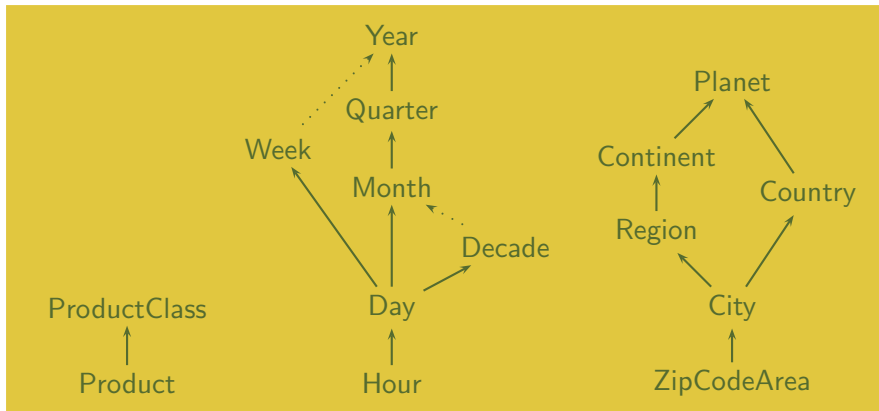 Year
Planet
Quarter
Week
Continent
Month
Country
Region
Decade
ProductClass
Day
City
Product
Hour
ZipCodeArea